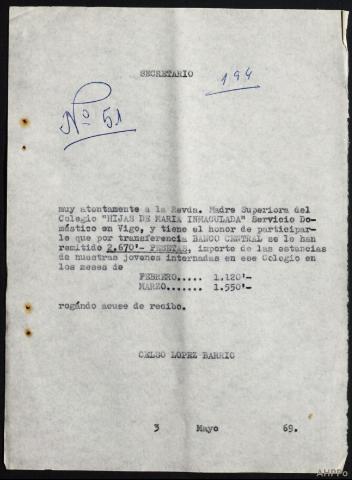 SECRETARIO
194
Nº 51
muy atentamente a la Revda. Madre Superiora del
Colegio "HIJAS DE MARIA INMACULADA" Servicio Do-
méstico en Vigo, y tiene el honor de participar-
le que por transferencia BANCO CENTRAL se le han
remitido 2.670'- PESETAS, importe de las estancias
de nuestras jovenes internadas en ese Colegio en
los meses de
FEBRERO..... 1.120'-
MARZO....... 1.550'-
rogándo acuse de recibo.
CELSO LOPEZ BARRIO
3 Mayo 69.
AHPPo